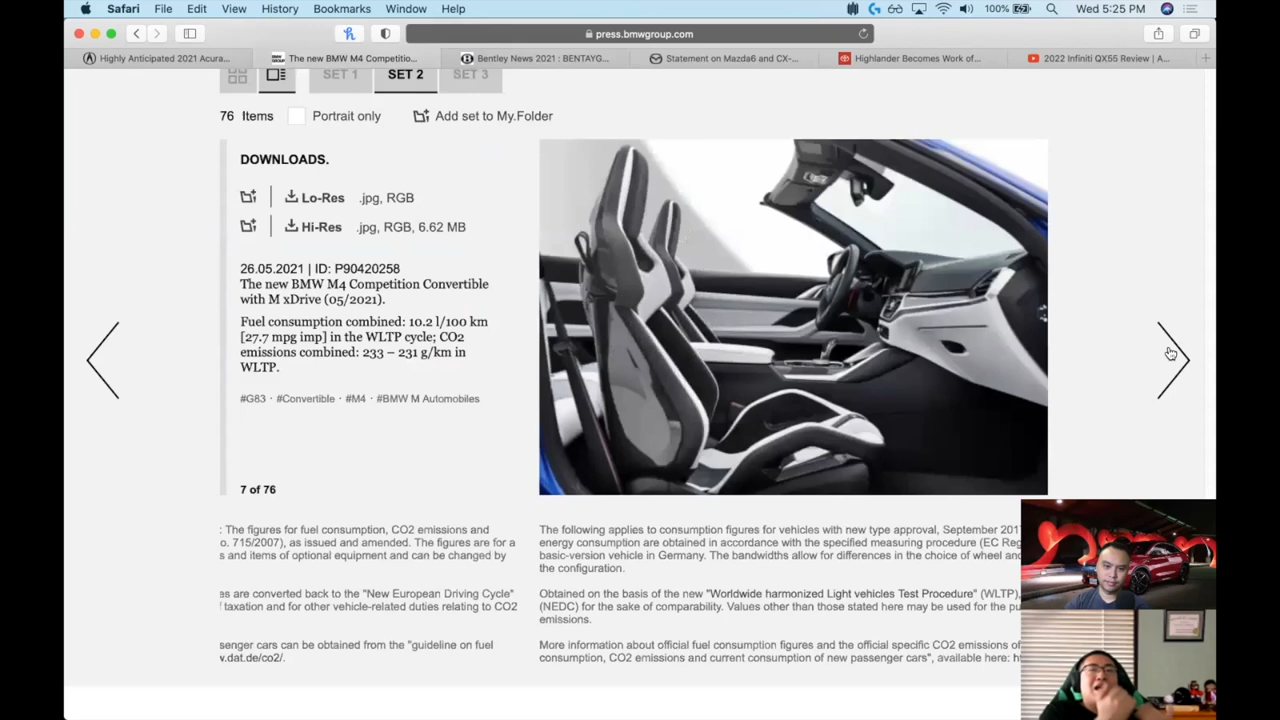 Safari File Edit View History Bookmarks Window Help 100% Wed 5:25 PM
press.bmwgroup.com
Highly Anticipated 2021 Acura... The new BMW M4 Competitio... Bentley News 2021 : BENTAYG... Statement on Mazda6 and CX-... Highlander Becomes Work of... 2022 Infiniti QX55 Review | A...
SET 1 SET 2 SET 3
76 Items Portrait only Add set to My.Folder
DOWNLOADS.
Lo-Res .jpg, RGB
Hi-Res .jpg, RGB, 6.62 MB
26.05.2021 | ID: P90420258
The new BMW M4 Competition Convertible
with M xDrive (05/2021).
Fuel consumption combined: 10.2 l/100 km
[27.7 mpg imp] in the WLTP cycle; CO2
emissions combined: 233 – 231 g/km in
WLTP.
#G83 · #Convertible · #M4 · #BMW M Automobiles
7 of 76
: The figures for fuel consumption, CO2 emissions and
o. 715/2007), as issued and amended. The figures are for a
s and items of optional equipment and can be changed by
es are converted back to the "New European Driving Cycle"
f taxation and for other vehicle-related duties relating to CO2
senger cars can be obtained from the "guideline on fuel
w.dat.de/co2/.
The following applies to consumption figures for vehicles with new type approval, September 201
energy consumption are obtained in accordance with the specified measuring procedure (EC Reg
basic-version vehicle in Germany. The bandwidths allow for differences in the choice of wheel and
the configuration.
Obtained on the basis of the new "Worldwide harmonized Light vehicles Test Procedure" (WLTP),
(NEDC) for the sake of comparability. Values other than those stated here may be used for the pu
emissions.
More information about official fuel consumption figures and the official specific CO2 emissions of
consumption, CO2 emissions and current consumption of new passenger cars", available here: h